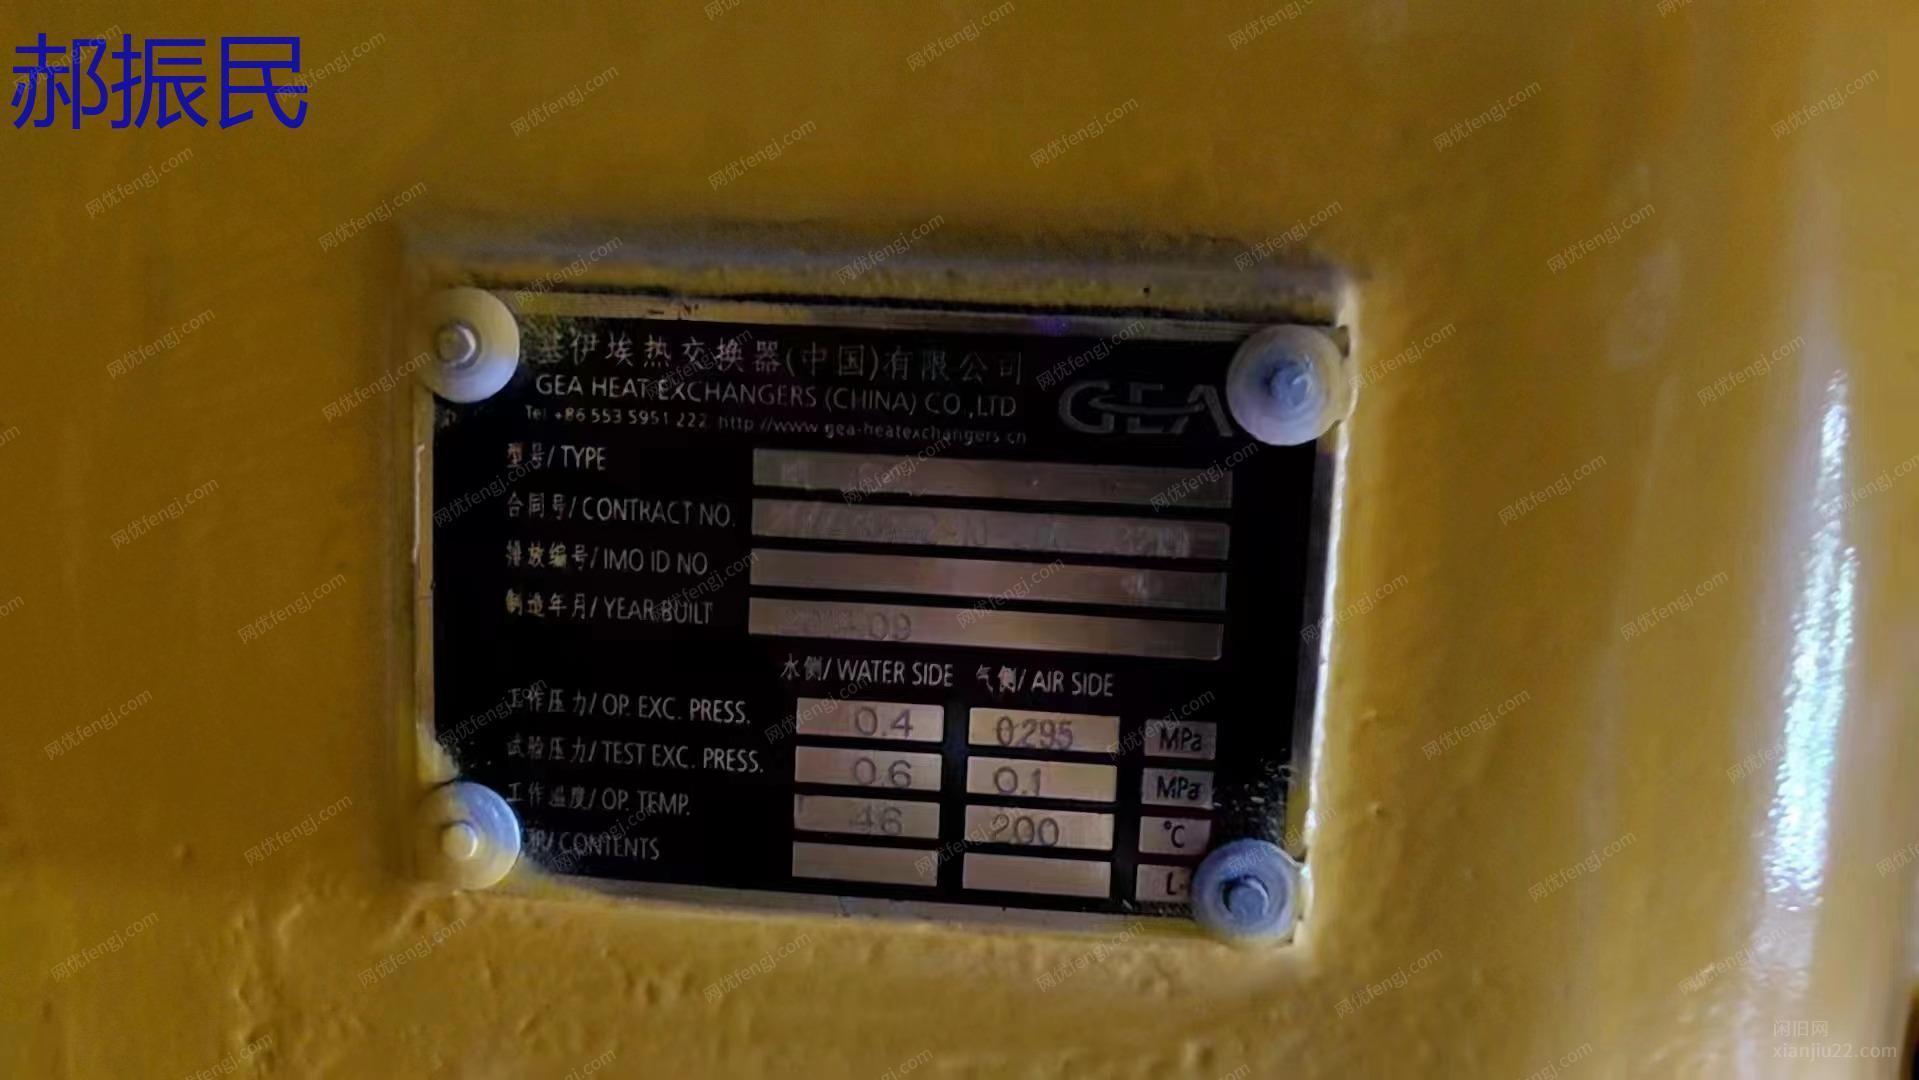 郝振民
基伊埃热交换器(中国)有限公司
GEA HEAT EXCHANGERS (CHINA) CO.,LTD
Tel +86 553 5951 222 http://www.gea-heatexchangers.cn
GEA
型号/ TYPE
合同号/ CONTRACT NO.
排放编号/ IMO ID NO.
制造年月/ YEAR BUILT
09
水侧/ WATER SIDE 气侧/ AIR SIDE
工作压力/ OP. EXC. PRESS. 0.4 0.295 MPa
试验压力/ TEST EXC. PRESS. 0.6 0.1 MPa
工作温度/ OP. TEMP. 46 200 °C
/ CONTENTS L
网优fengj.com
闲旧网
xianjiu22.com